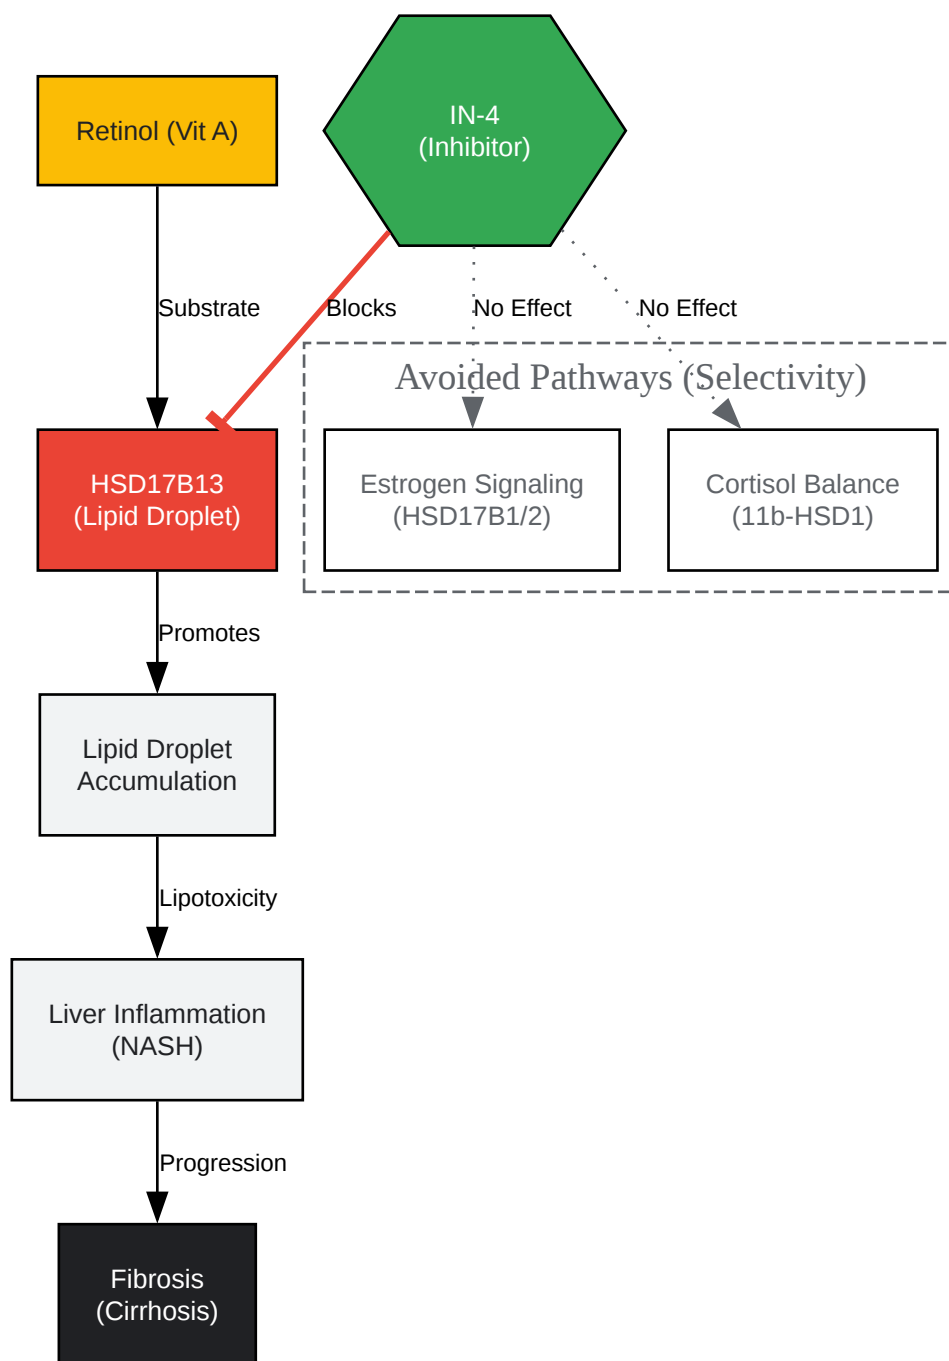 IN-4
(Inhibitor)
Retinol (Vit A)
Substrate
Blocks
No Effect
No Effect
Avoided Pathways (Selectivity)
HSD17B13
(Lipid Droplet)
Estrogen Signaling
(HSD17B1/2)
Cortisol Balance
(11b-HSD1)
Promotes
Lipid Droplet
Accumulation
Lipotoxicity
Liver Inflammation
(NASH)
Progression
Fibrosis
(Cirrhosis)